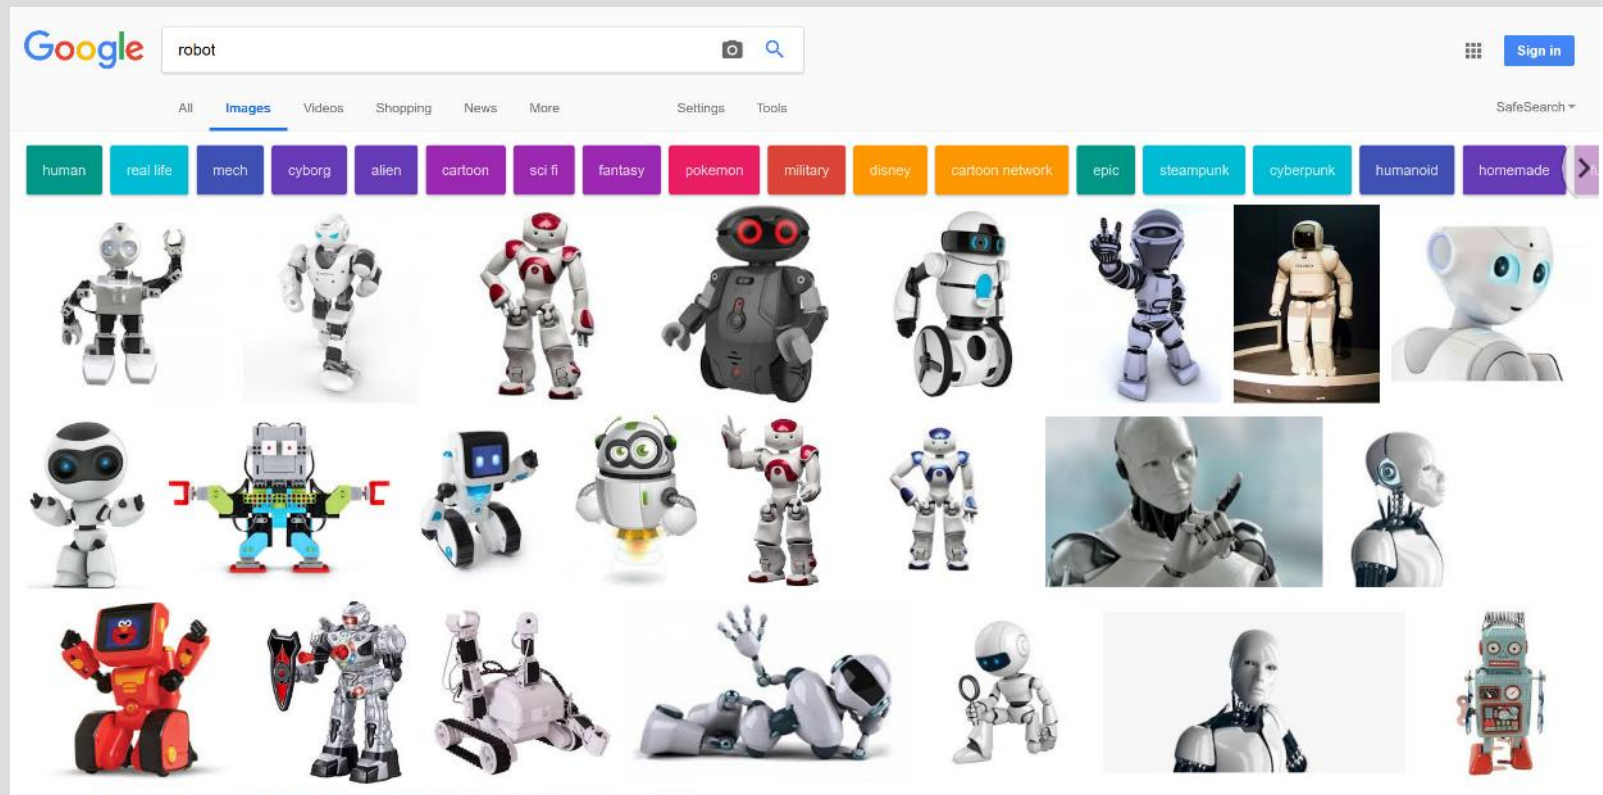 Google robot Sign in
All Images Videos Shopping News More Settings Tools SafeSearch
human real life mech cyborg alien cartoon sci fi fantasy pokemon military disney cartoon network epic steampunk cyberpunk humanoid homemade